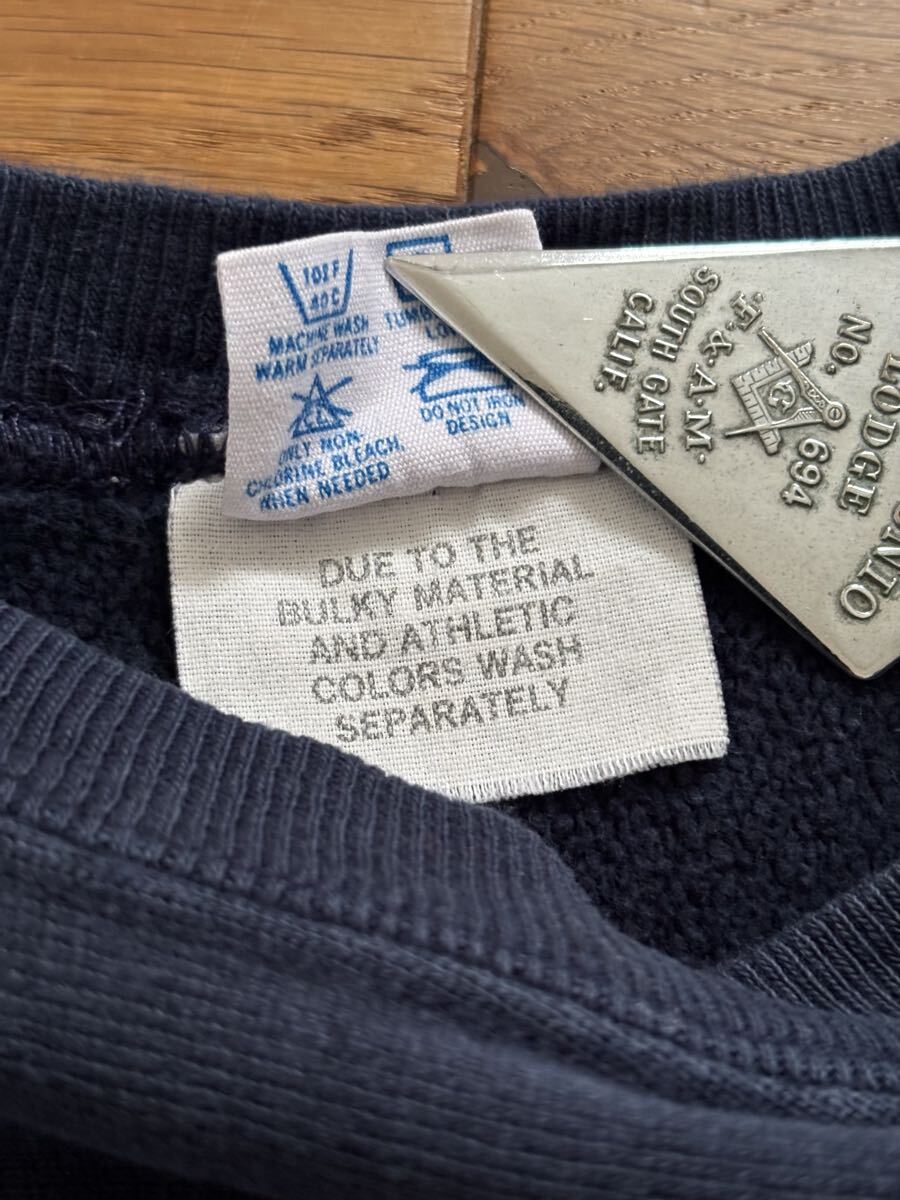 101F
40C
MACHINE WASH
WARM SEPARATELY
ONLY NON-
CHLORINE BLEACH.
WHEN NEEDED
DO NOT IRON
DESIGN
DUE TO THE
BULKY MATERIAL
AND ATHLETIC
COLORS WASH
SEPARATELY
LODGE
NO. 694
F. & A. M.
SOUTH GATE
CALIF.
G